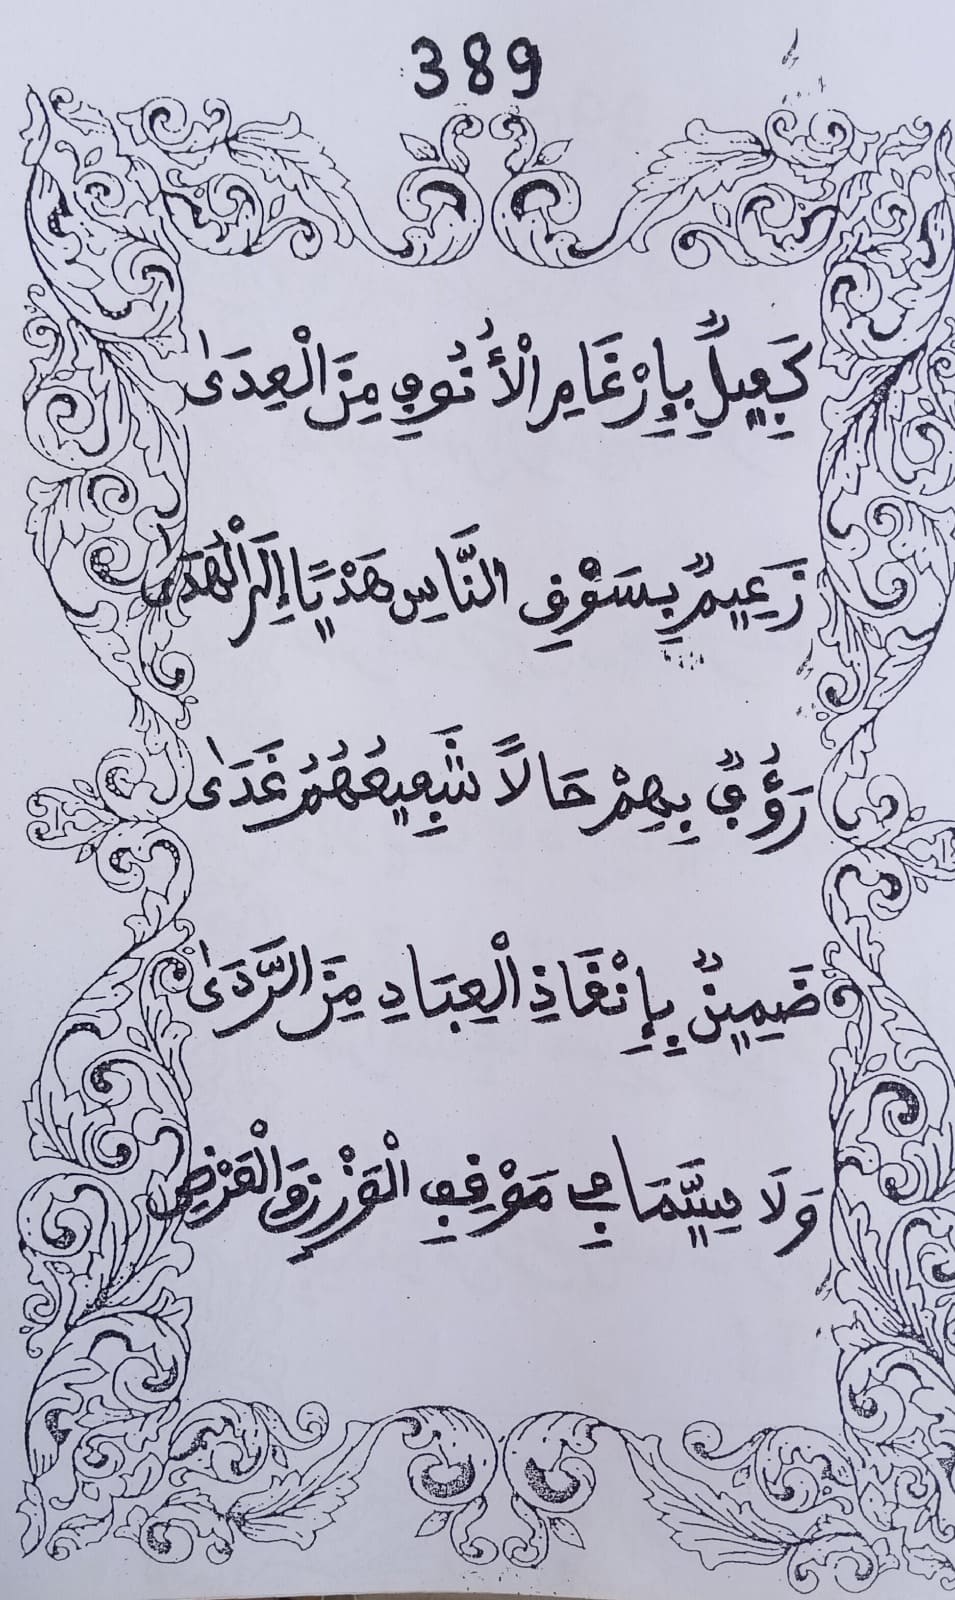 389
كَفِيلٌ بِإِرْغَامِ الْأُنُوفِ مِنَ الْعِدَىٰ
زَعِيمٌ بِسَوْقِ النَّاسِ هَدْيًا إِلَى الْهُدَىٰ
رَؤُفٌ بِهِمْ حَالًا شَفِيعُهُمُ غَدَىٰ
ضَمِينٌ بِإِنْقَاذِ الْعِبَادِ مِنَ الرَّدَىٰ
وَلَا سِيَّمَا فِي مَوْقِفِ الْفَرْزِ وَالْعَرْضِ